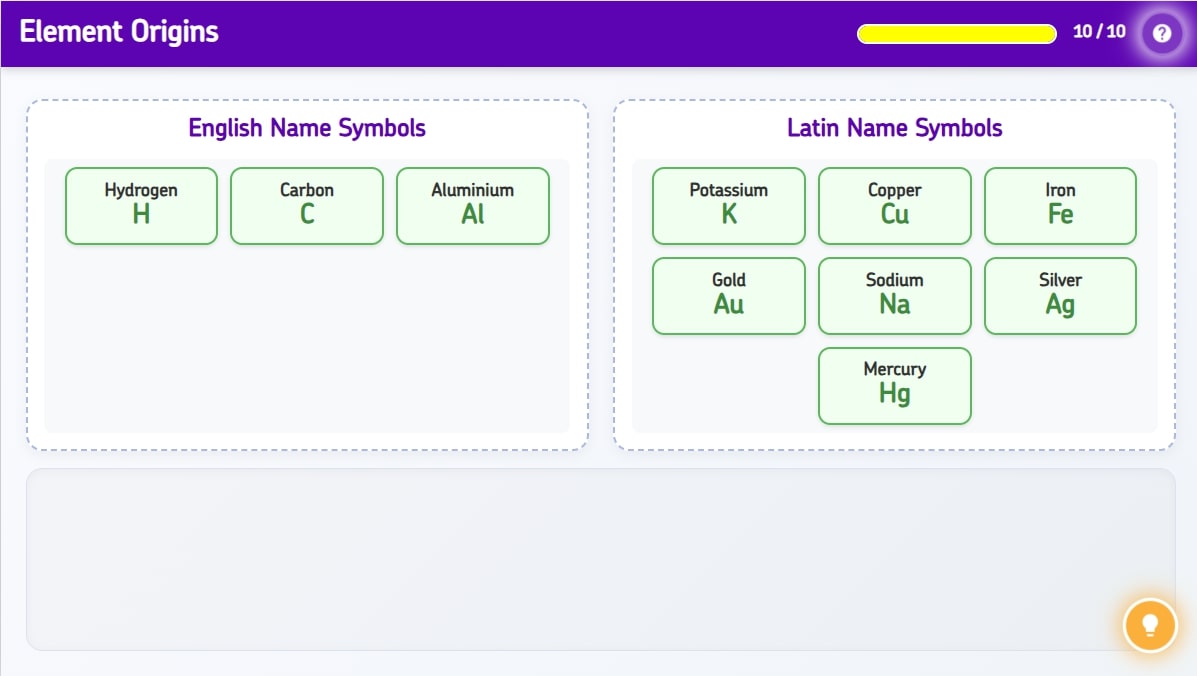 Element Origins
10 / 10
?
English Name Symbols
Hydrogen
H
Carbon
C
Aluminium
Al
Latin Name Symbols
Potassium
K
Copper
Cu
Iron
Fe
Gold
Au
Sodium
Na
Silver
Ag
Mercury
Hg